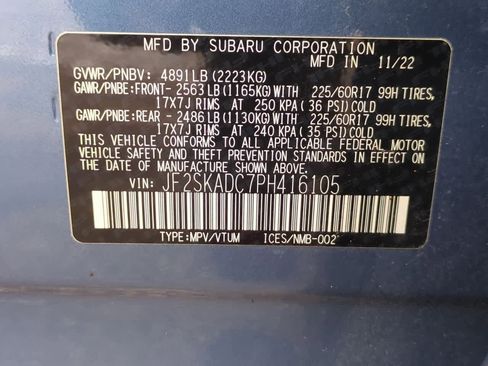 MFD BY SUBARU CORPORATION
MFD IN 11/22
GVWR/PNBV: 4891LB (2223KG)
GAWR/PNBE:FRONT- 2563LB (1165KG)WITH 225/60R17 99H TIRES,
17X7J RIMS AT 250 KPA (36 PSI)COLD
GAWR/PNBE:REAR - 2486LB (1130KG)WITH 225/60R17 99H TIRES,
17X7J RIMS AT 240 KPA (35 PSI)COLD
THIS VEHICLE CONFORMS TO ALL APPLICABLE FEDERAL MOTOR
VEHICLE SAFETY AND THEFT PREVENTION STANDARDS IN EFFECT ON
THE DATE OF MANUFACTURE SHOWN ABOVE.
VIN: JF2SKADC7PH416105
TYPE:MPV/VTUM ICES/NMB-002